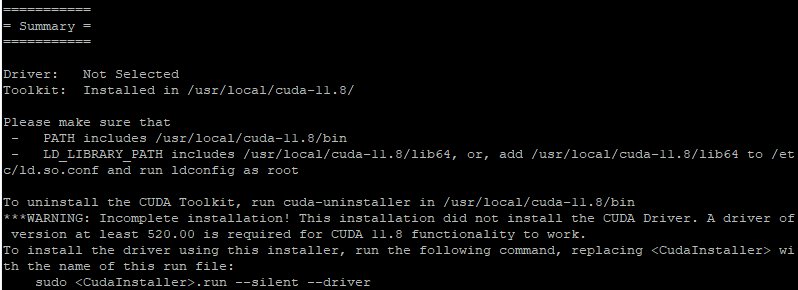 ===========
= Summary =
===========
Driver:   Not Selected
Toolkit:  Installed in /usr/local/cuda-11.8/
Please make sure that
 -   PATH includes /usr/local/cuda-11.8/bin
 -   LD_LIBRARY_PATH includes /usr/local/cuda-11.8/lib64, or, add /usr/local/cuda-11.8/lib64 to /et
c/ld.so.conf and run ldconfig as root
To uninstall the CUDA Toolkit, run cuda-uninstaller in /usr/local/cuda-11.8/bin
***WARNING: Incomplete installation! This installation did not install the CUDA Driver. A driver of
 version at least 520.00 is required for CUDA 11.8 functionality to work.
To install the driver using this installer, run the following command, replacing <CudaInstaller> wi
th the name of this run file:
    sudo <CudaInstaller>.run --silent --driver